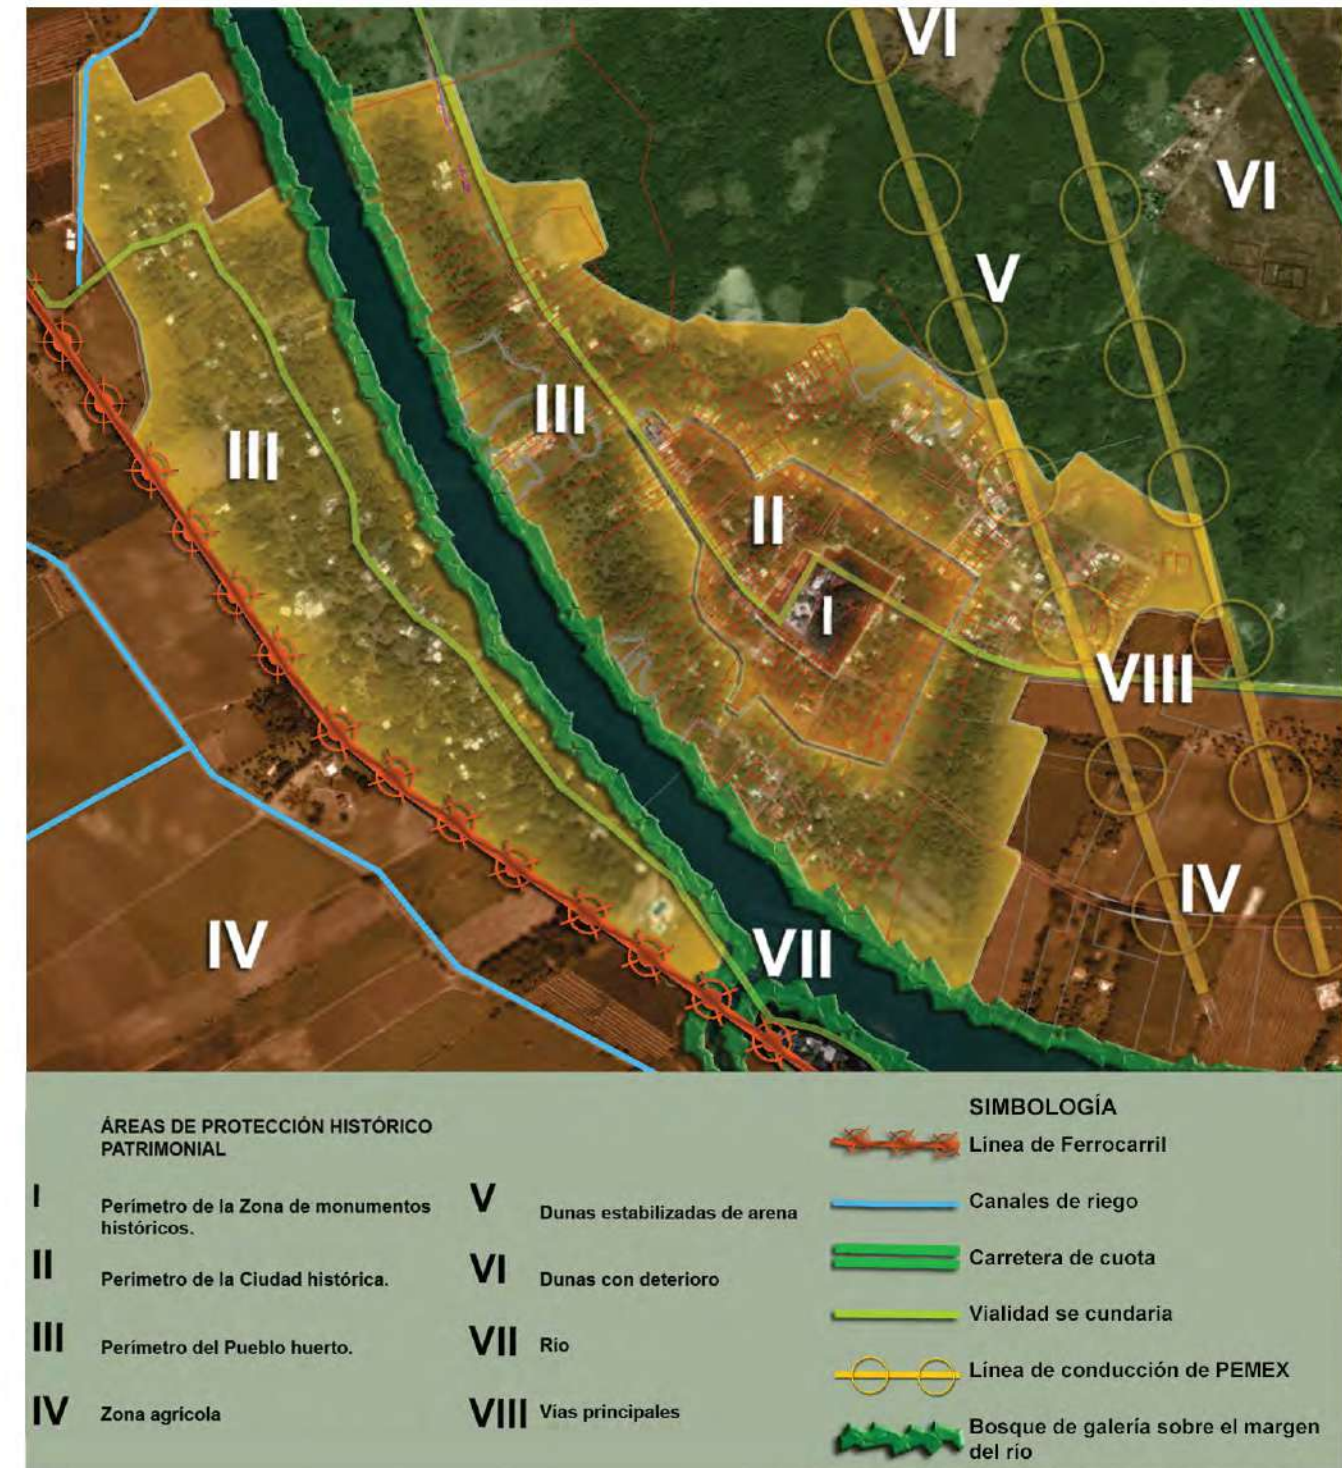 VI
VI
V
III
III
II
I
VIII
IV
IV
VII
ÁREAS DE PROTECCIÓN HISTÓRICO
PATRIMONIAL
I
Perímetro de la Zona de monumentos
históricos.
II
Perímetro de la Ciudad histórica.
III
Perímetro del Pueblo huerto.
IV
Zona agrícola
V
Dunas estabilizadas de arena
VI
Dunas con deterioro
VII
Río
VIII
Vías principales
SIMBOLOGÍA
Línea de Ferrocarril
Canales de riego
Carretera de cuota
Vialidad se cundaria
Línea de conducción de PEMEX
Bosque de galería sobre el margen
del río